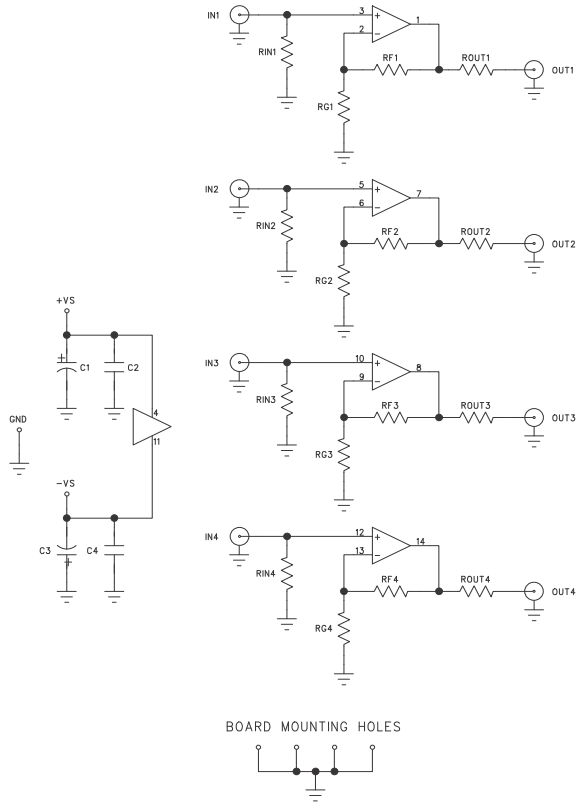 IN1
3
+
2
−
1
RIN1
RF1
ROUT1
OUT1
RG1
IN2
5
+
6
−
7
RIN2
RF2
ROUT2
OUT2
RG2
+VS
+
C1
C2
IN3
10
+
9
−
8
RIN3
RF3
ROUT3
OUT3
RG3
GND
4
11
−VS
C3
+
C4
IN4
12
+
13
−
14
RIN4
RF4
ROUT4
OUT4
RG4
BOARD MOUNTING HOLES